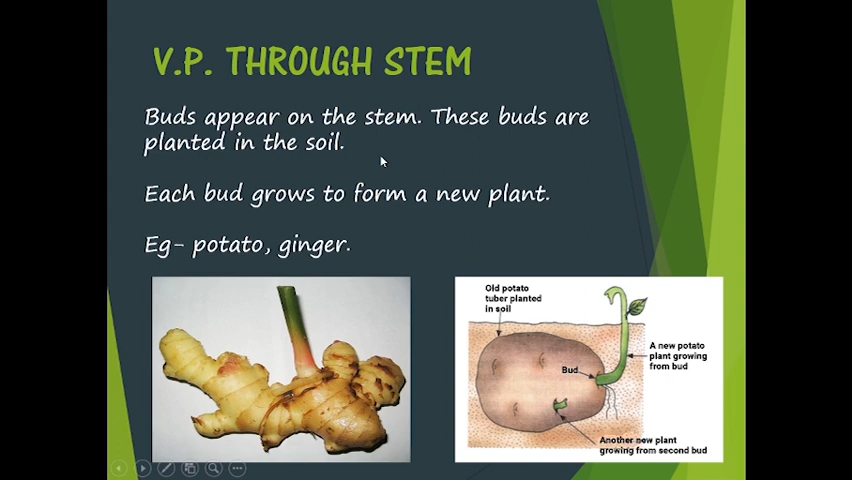 V.P. THROUGH STEM
Buds appear on the stem. These buds are
planted in the soil.
Each bud grows to form a new plant.
Eg- potato, ginger.
Old potato
tuber planted
in soil
Bud
A new potato
plant growing
from bud
Another new plant
growing from second bud